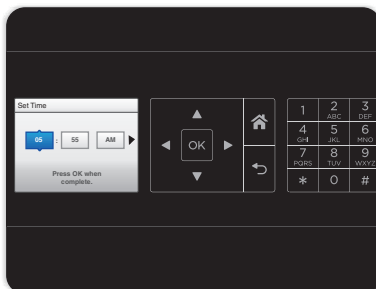 Set Time
05 : 55 AM
Press OK when
complete.
OK
1 2 3
ABC DEF
4 5 6
GHI JKL MNO
7 8 9
PQRS TUV WXYZ
* 0 #